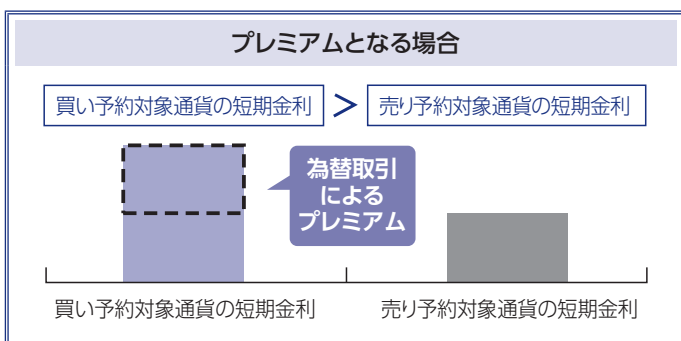 プレミアムとなる場合
買い予約対象通貨の短期金利 > 売り予約対象通貨の短期金利
為替取引
による
プレミアム
買い予約対象通貨の短期金利 売り予約対象通貨の短期金利